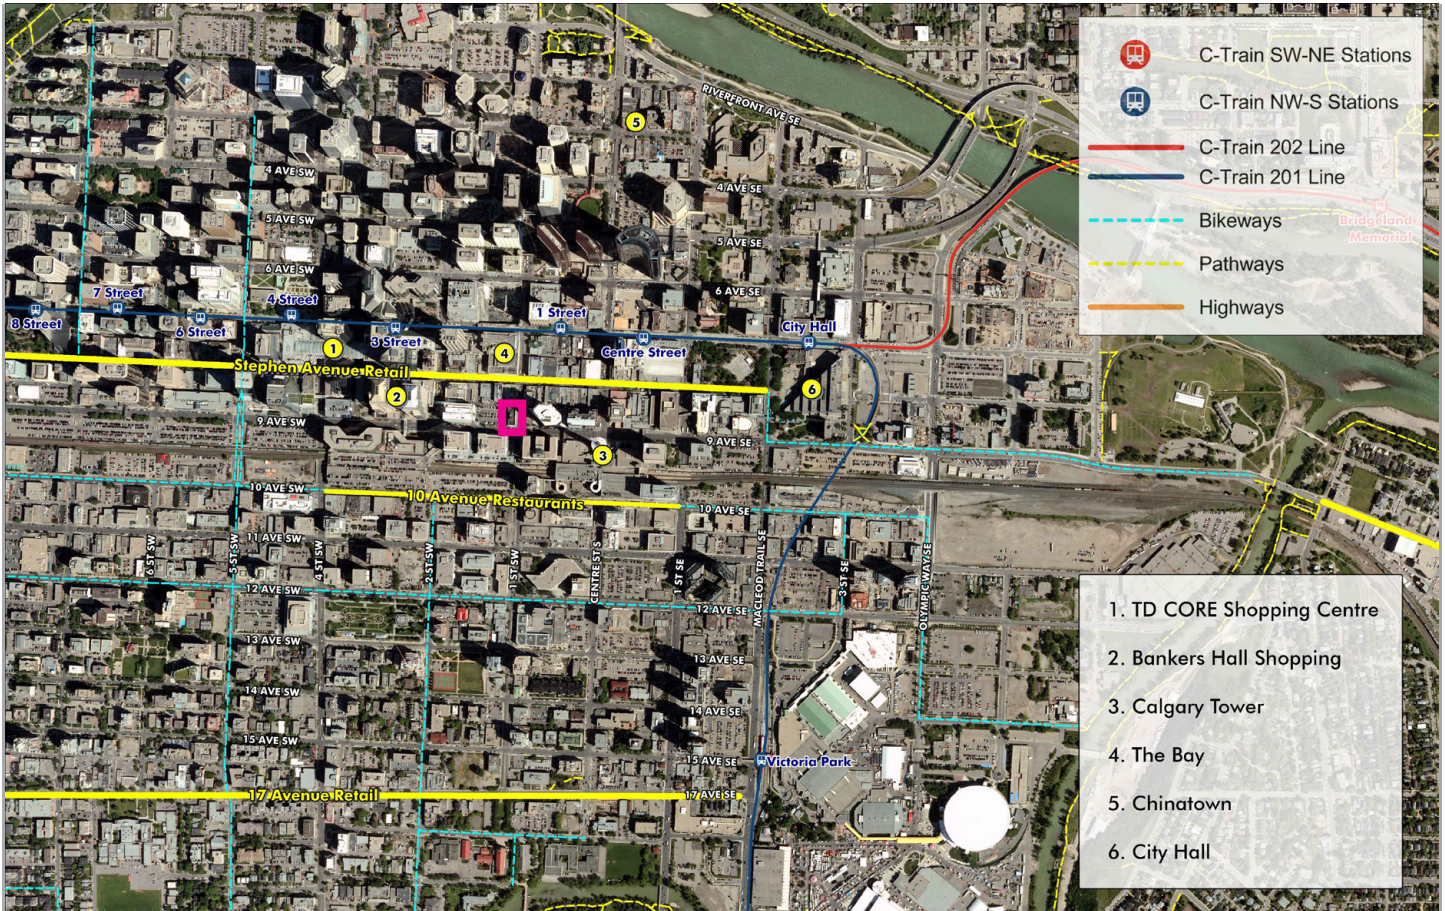 C-Train SW-NE Stations
C-Train NW-S Stations
C-Train 202 Line
C-Train 201 Line
Bikeways
Pathways
Highways
Bridgeland
Memorial
RIVERFRONT AVE SE
5
4 AVE SW
4 AVE SE
5 AVE SW
5 AVE SE
6 AVE SW
6 AVE SE
7 Street
4 Street
8 Street
6 Street
3 Street
1 Street
Centre Street
City Hall
1
4
Stephen Avenue Retail
2
6
9 AVE SW
9 AVE SE
3
10 AVE SW
10 Avenue Restaurants
10 AVE SE
11 AVE SW
6 ST SW
5 ST SW
4 ST SW
2 ST SW
1 ST SW
CENTRE ST S
1 ST SE
MACLEOD TRAIL SE
3 ST SE
OLYMPIC WAY SE
12 AVE SW
12 AVE SE
13 AVE SW
13 AVE SE
14 AVE SW
14 AVE SE
15 AVE SW
15 AVE SE
Victoria Park
17 Avenue Retail
17 AVE SE
1. TD CORE Shopping Centre
2. Bankers Hall Shopping
3. Calgary Tower
4. The Bay
5. Chinatown
6. City Hall